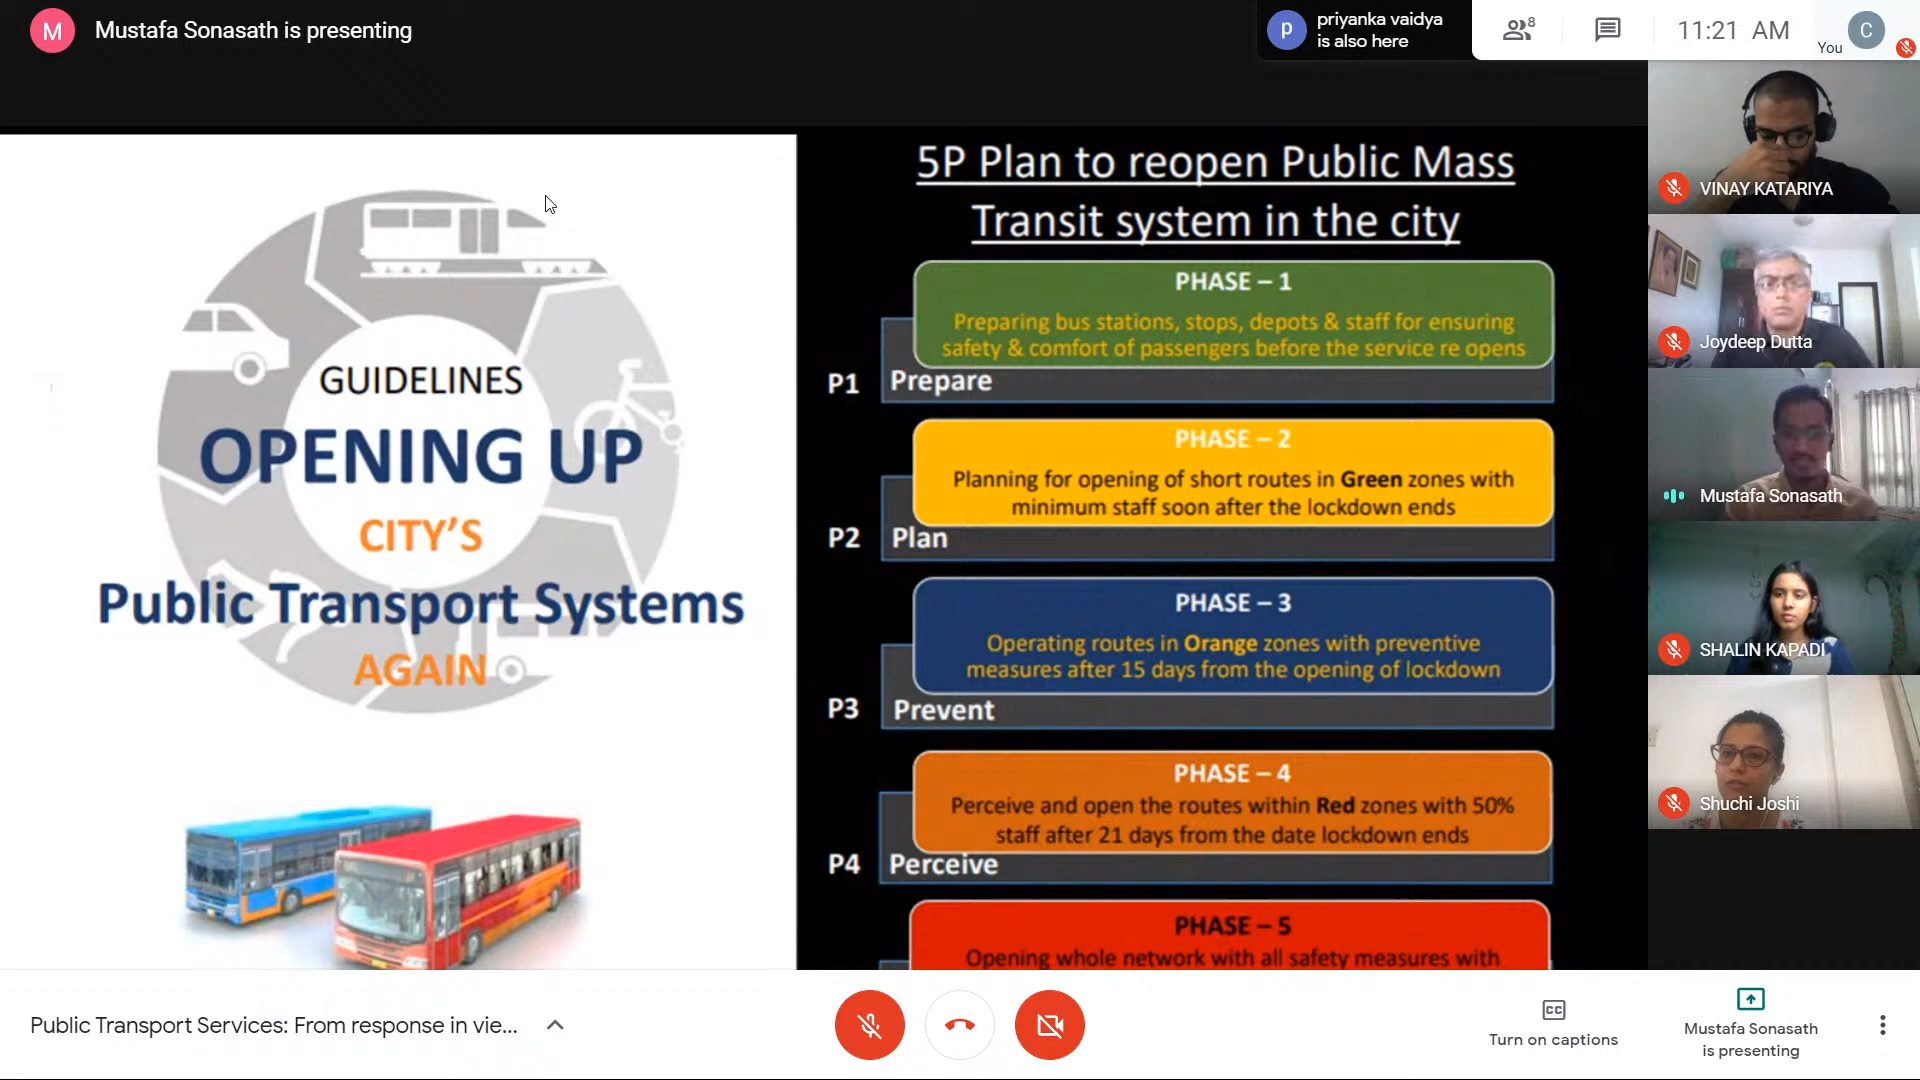 M
Mustafa Sonasath is presenting
p
priyanka vaidya
is also here
8
11:21 AM
You
C
GUIDELINES
OPENING UP
CITY'S
Public Transport Systems
AGAIN
5P Plan to reopen Public Mass
Transit system in the city
PHASE – 1
Preparing bus stations, stops, depots & staff for ensuring
safety & comfort of passengers before the service re opens
P1 Prepare
PHASE – 2
Planning for opening of short routes in Green zones with
minimum staff soon after the lockdown ends
P2 Plan
PHASE – 3
Operating routes in Orange zones with preventive
measures after 15 days from the opening of lockdown
P3 Prevent
PHASE – 4
Perceive and open the routes within Red zones with 50%
staff after 21 days from the date lockdown ends
P4 Perceive
PHASE – 5
Opening whole network with all safety measures with
VINAY KATARIYA
Joydeep Dutta
Mustafa Sonasath
SHALIN KAPADI
Shuchi Joshi
Public Transport Services: From response in vie...
CC
Turn on captions
Mustafa Sonasath
is presenting